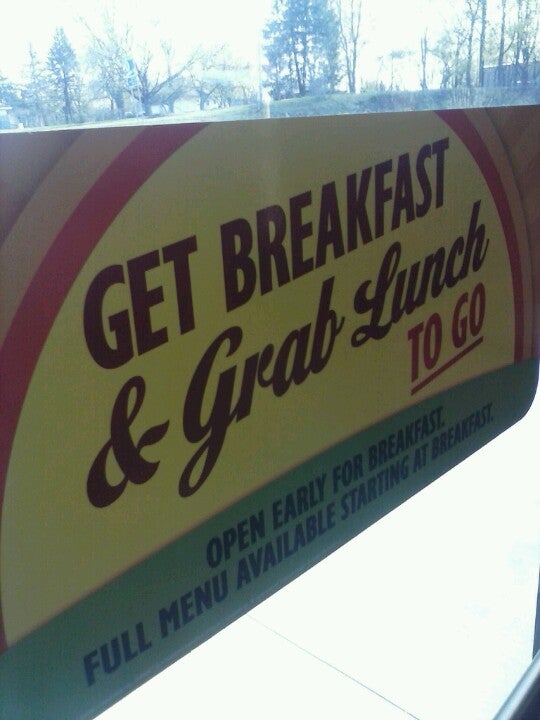 GET BREAKFAST
& Grab Lunch
TO GO
OPEN EARLY FOR BREAKFAST.
FULL MENU AVAILABLE STARTING AT BREAKFAST.